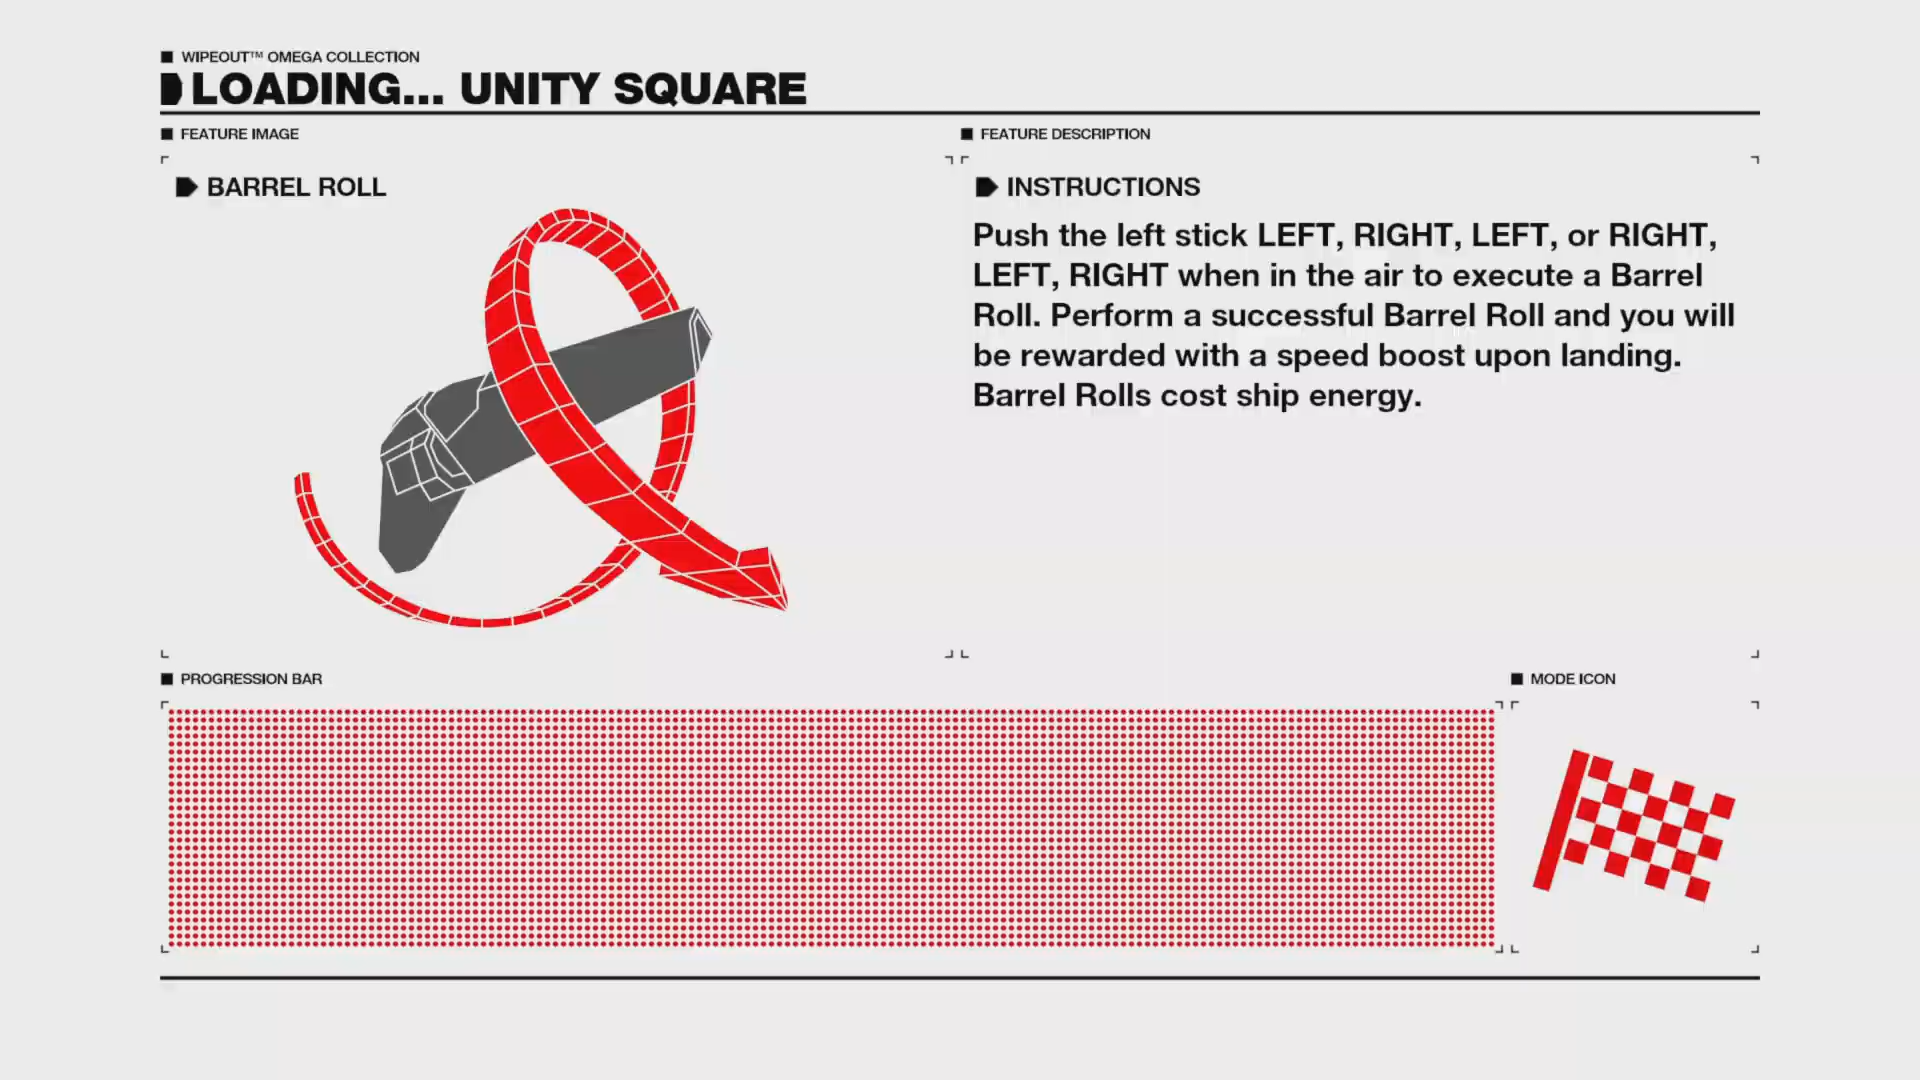 WIPEOUT™ OMEGA COLLECTION
LOADING... UNITY SQUARE
FEATURE IMAGE
BARREL ROLL
FEATURE DESCRIPTION
INSTRUCTIONS
Push the left stick LEFT, RIGHT, LEFT, or RIGHT,
LEFT, RIGHT when in the air to execute a Barrel
Roll. Perform a successful Barrel Roll and you will
be rewarded with a speed boost upon landing.
Barrel Rolls cost ship energy.
PROGRESSION BAR
MODE ICON